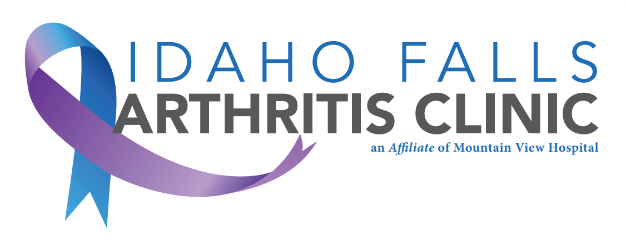 IDAHO FALLS
ARTHRITIS CLINIC
an Affiliate of Mountain View Hospital